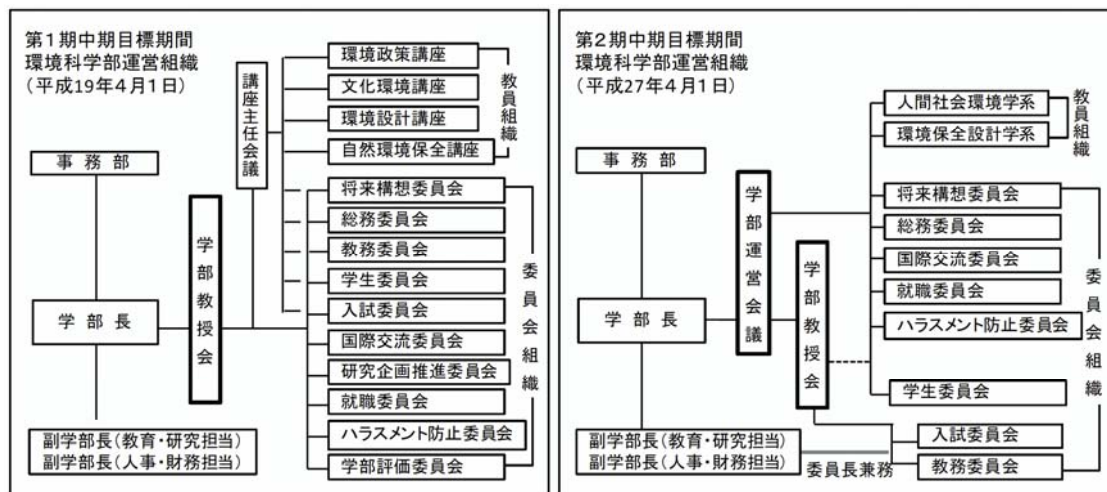 第1期中期目標期間
環境科学部運営組織
(平成19年4月1日)
講座主任会議
環境政策講座
文化環境講座
環境設計講座
自然環境保全講座
教員組織
事務部
学部長
学部教授会
将来構想委員会
総務委員会
教務委員会
学生委員会
入試委員会
国際交流委員会
研究企画推進委員会
就職委員会
ハラスメント防止委員会
学部評価委員会
委員会組織
副学部長(教育・研究担当)
副学部長(人事・財務担当)
第2期中期目標期間
環境科学部運営組織
(平成27年4月1日)
人間社会環境学系
環境保全設計学系
教員組織
事務部
学部長
学部運営会議
学部教授会
将来構想委員会
総務委員会
国際交流委員会
就職委員会
ハラスメント防止委員会
学生委員会
入試委員会
教務委員会
委員会組織
副学部長(教育・研究担当)
副学部長(人事・財務担当)
委員長兼務